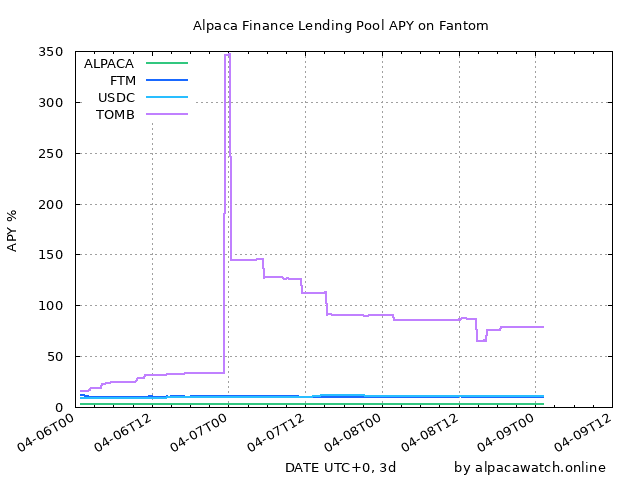 Alpaca Finance Lending Pool APY on Fantom
350
300
250
200
150
100
50
0
APY %
ALPACA
FTM
USDC
TOMB
04-06T00
04-06T12
04-07T00
04-07T12
04-08T00
04-08T12
04-09T00
04-09T12
DATE UTC+0, 3d
by alpacawatch.online